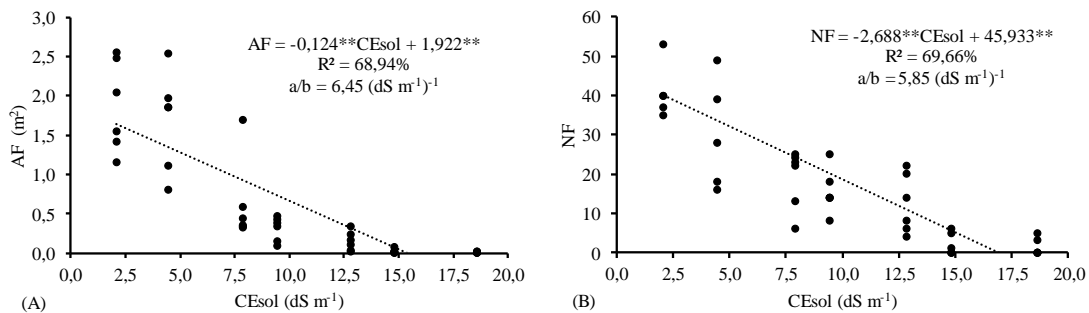 3,0
2,5
2,0
1,5
1,0
0,5
0,0
AF (m²)
AF = -0,124**CEsol + 1,922**
R² = 68,94%
a/b = 6,45 (dS m⁻¹)⁻¹
0,0 2,5 5,0 7,5 10,0 12,5 15,0 17,5 20,0
(A) CEsol (dS m⁻¹)
60
50
40
30
20
10
0
NF
NF = -2,688**CEsol + 45,933**
R² = 69,66%
a/b = 5,85 (dS m⁻¹)⁻¹
0,0 2,5 5,0 7,5 10,0 12,5 15,0 17,5 20,0
(B) CEsol (dS m⁻¹)